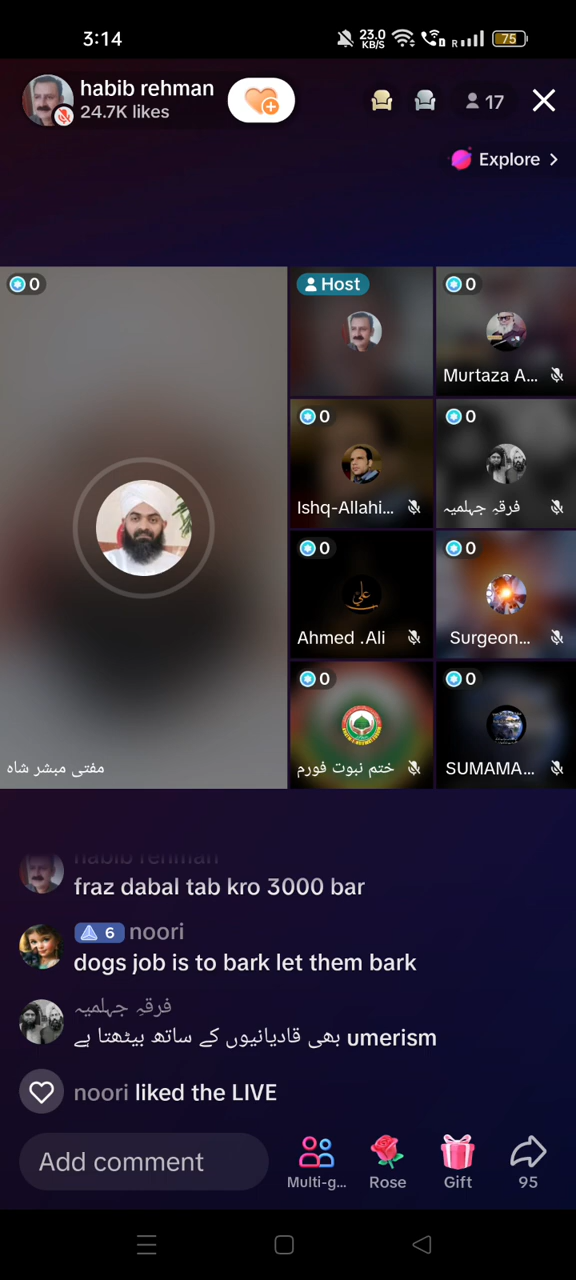 3:14
23.0
KB/S
R
75
habib rehman
24.7K likes
17
Explore
0
Host
0
Murtaza A...
0
Ishq-Allahi...
0
فرقہ جہلمیہ
0
Ahmed .Ali
0
Surgeon...
0
ختم نبوت فورم
0
SUMAMA...
مفتی مبشر شاہ
habib rehman
fraz dabal tab kro 3000 bar
6 noori
dogs job is to bark let them bark
فرقہ جہلمیہ
umerism بھی قادیانیوں کے ساتھ بیٹھتا ہے
noori liked the LIVE
Add comment
Multi-g...
Rose
Gift
95